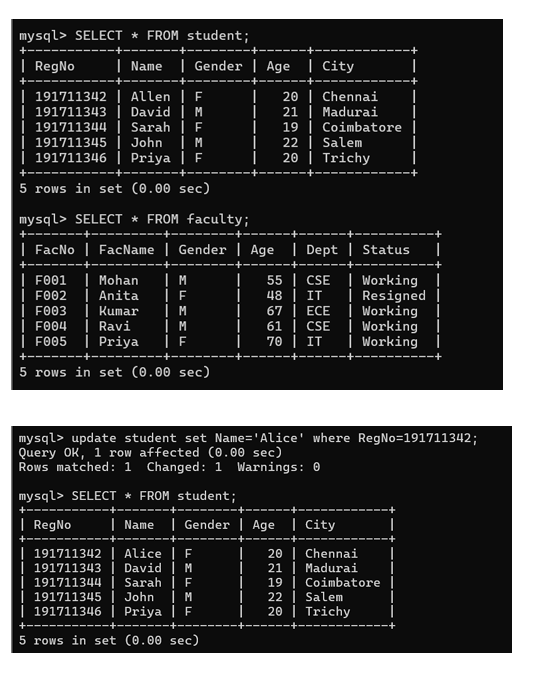 mysql> SELECT * FROM student;
+-----------+-------+--------+------+------------+
| RegNo     | Name  | Gender | Age  | City       |
+-----------+-------+--------+------+------------+
| 191711342 | Allen | F      |   20 | Chennai    |
| 191711343 | David | M      |   21 | Madurai    |
| 191711344 | Sarah | F      |   19 | Coimbatore |
| 191711345 | John  | M      |   22 | Salem      |
| 191711346 | Priya | F      |   20 | Trichy     |
+-----------+-------+--------+------+------------+
5 rows in set (0.00 sec)
mysql> SELECT * FROM faculty;
+-------+---------+--------+------+------+----------+
| FacNo | FacName | Gender | Age  | Dept | Status   |
+-------+---------+--------+------+------+----------+
| F001  | Mohan   | M      |   55 | CSE  | Working  |
| F002  | Anita   | F      |   48 | IT   | Resigned |
| F003  | Kumar   | M      |   67 | ECE  | Working  |
| F004  | Ravi    | M      |   61 | CSE  | Working  |
| F005  | Priya   | F      |   70 | IT   | Working  |
+-------+---------+--------+------+------+----------+
5 rows in set (0.00 sec)
mysql> update student set Name='Alice' where RegNo=191711342;
Query OK, 1 row affected (0.00 sec)
Rows matched: 1  Changed: 1  Warnings: 0
mysql> SELECT * FROM student;
+-----------+-------+--------+------+------------+
| RegNo     | Name  | Gender | Age  | City       |
+-----------+-------+--------+------+------------+
| 191711342 | Alice | F      |   20 | Chennai    |
| 191711343 | David | M      |   21 | Madurai    |
| 191711344 | Sarah | F      |   19 | Coimbatore |
| 191711345 | John  | M      |   22 | Salem      |
| 191711346 | Priya | F      |   20 | Trichy     |
+-----------+-------+--------+------+------------+
5 rows in set (0.00 sec)